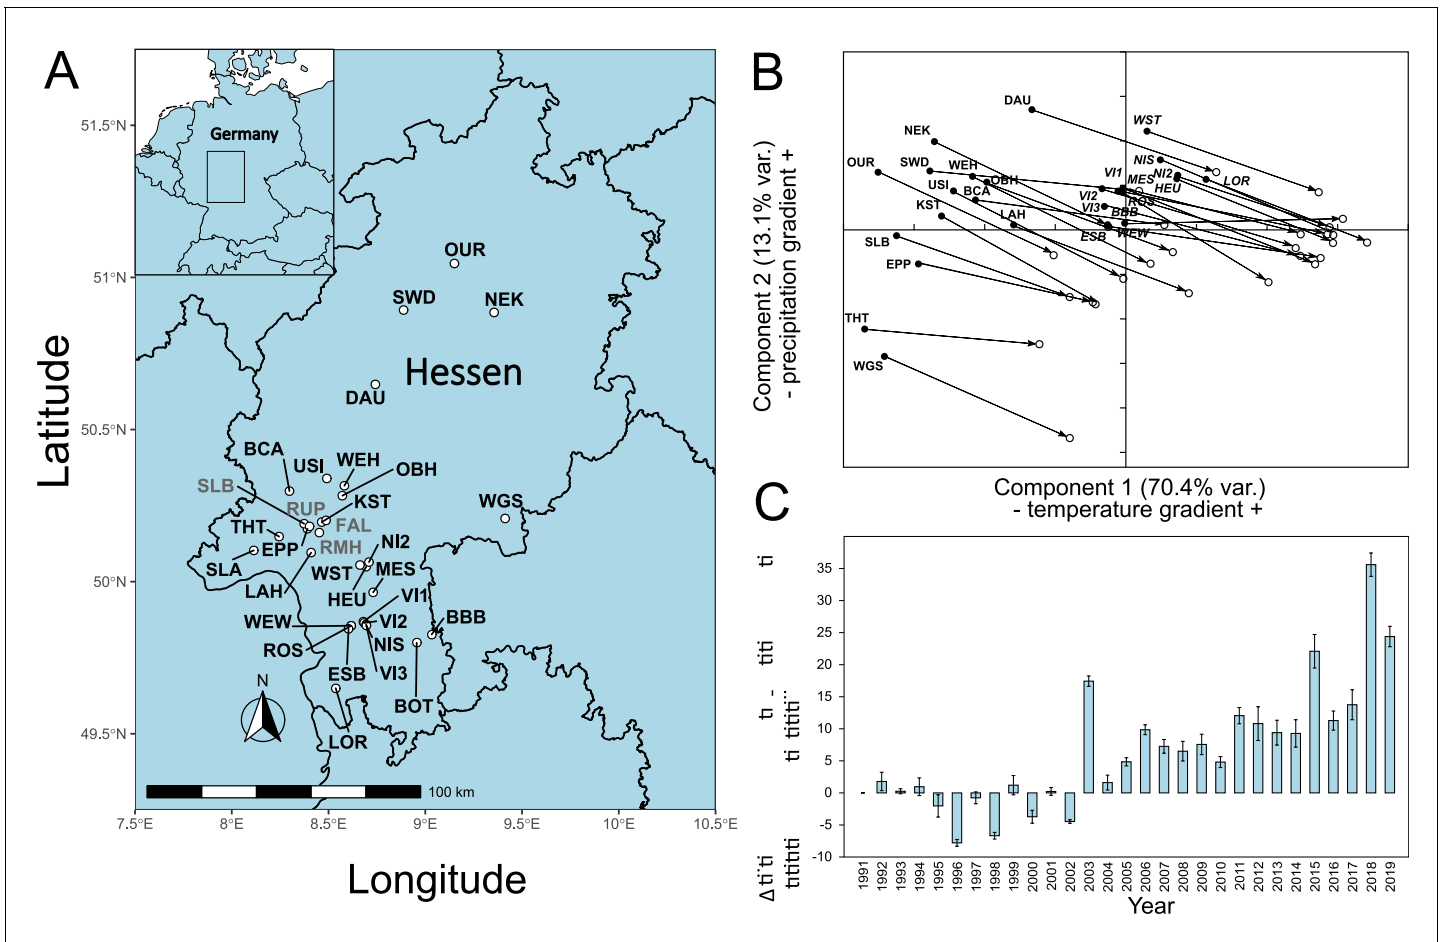 A
Germany
51.5°N
51°N
50.5°N
50°N
49.5°N
7.5°E
8°E
8.5°E
9°E
9.5°E
10°E
10.5°E
Latitude
Longitude
Hessen
OUR
SWD
NEK
DAU
BCA
USI
WEH
OBH
SLB
RUP
KST
WGS
THT
FAL
EPP
RMH
NI2
SLA
WST
MES
LAH
HEU
VI1
WEW
VI2
BBB
ROS
NIS
ESB
VI3
BOT
LOR
N
100 km
B
DAU
WST
NEK
OUR
SWD
WEH
NIS
VI1
NI2
USI
OBH
MES
HEU
LOR
BCA
VI2
ROS
KST
LAH
VI3
BBB
SLB
ESB
WEW
EPP
THT
WGS
Component 2 (13.1% var.)
- precipitation gradient +
Component 1 (70.4% var.)
- temperature gradient +
C
35
30
25
20
15
10
5
0
-5
-10
1991
1992
1993
1994
1995
1996
1997
1998
1999
2000
2001
2002
2003
2004
2005
2006
2007
2008
2009
2010
2011
2012
2013
2014
2015
2016
2017
2018
2019
Year